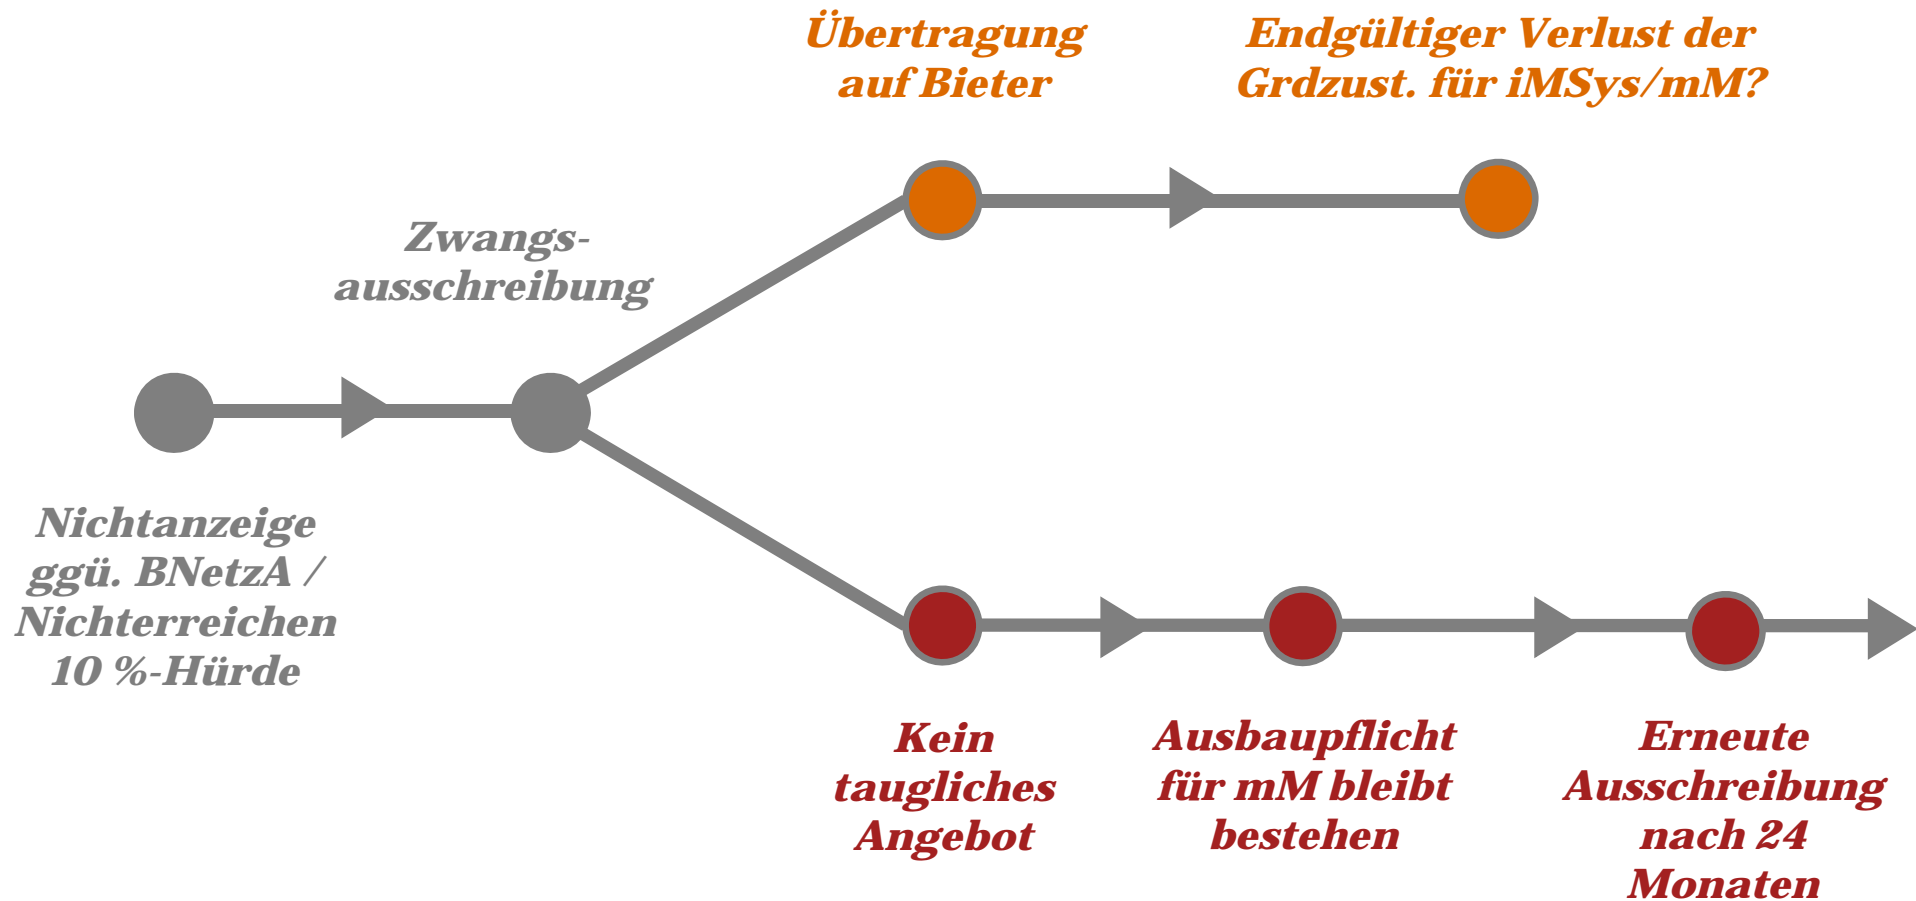 Übertragung
auf Bieter
Endgültiger Verlust der
Grdzust. für iMSys/mM?
Zwangs-
ausschreibung
Nichtanzeige
ggü. BNetzA /
Nichterreichen
10 %-Hürde
Kein
taugliches
Angebot
Ausbaupflicht
für mM bleibt
bestehen
Erneute
Ausschreibung
nach 24
Monaten